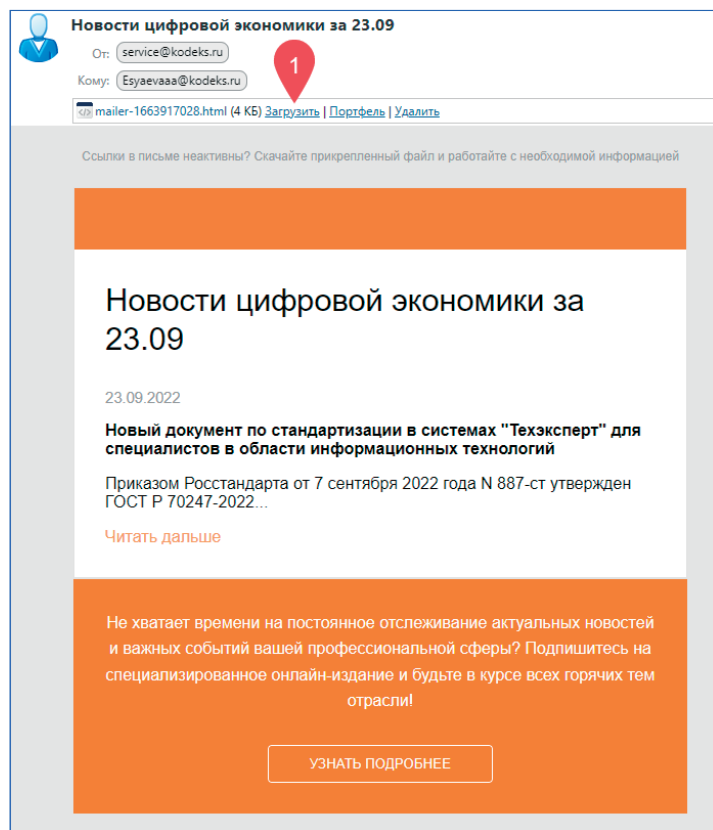 Новости цифровой экономики за 23.09
От: service@kodeks.ru
Кому: Esyaevaaa@kodeks.ru
1
mailer-1663917028.html (4 КБ) Загрузить | Портфель | Удалить
Ссылки в письме неактивны? Скачайте прикрепленный файл и работайте с необходимой информацией
Новости цифровой экономики за
23.09
23.09.2022
Новый документ по стандартизации в системах "Техэксперт" для
специалистов в области информационных технологий
Приказом Росстандарта от 7 сентября 2022 года N 887-ст утвержден
ГОСТ Р 70247-2022...
Читать дальше
Не хватает времени на постоянное отслеживание актуальных новостей
и важных событий вашей профессиональной сферы? Подпишитесь на
специализированное онлайн-издание и будьте в курсе всех горячих тем
отрасли!
УЗНАТЬ ПОДРОБНЕЕ